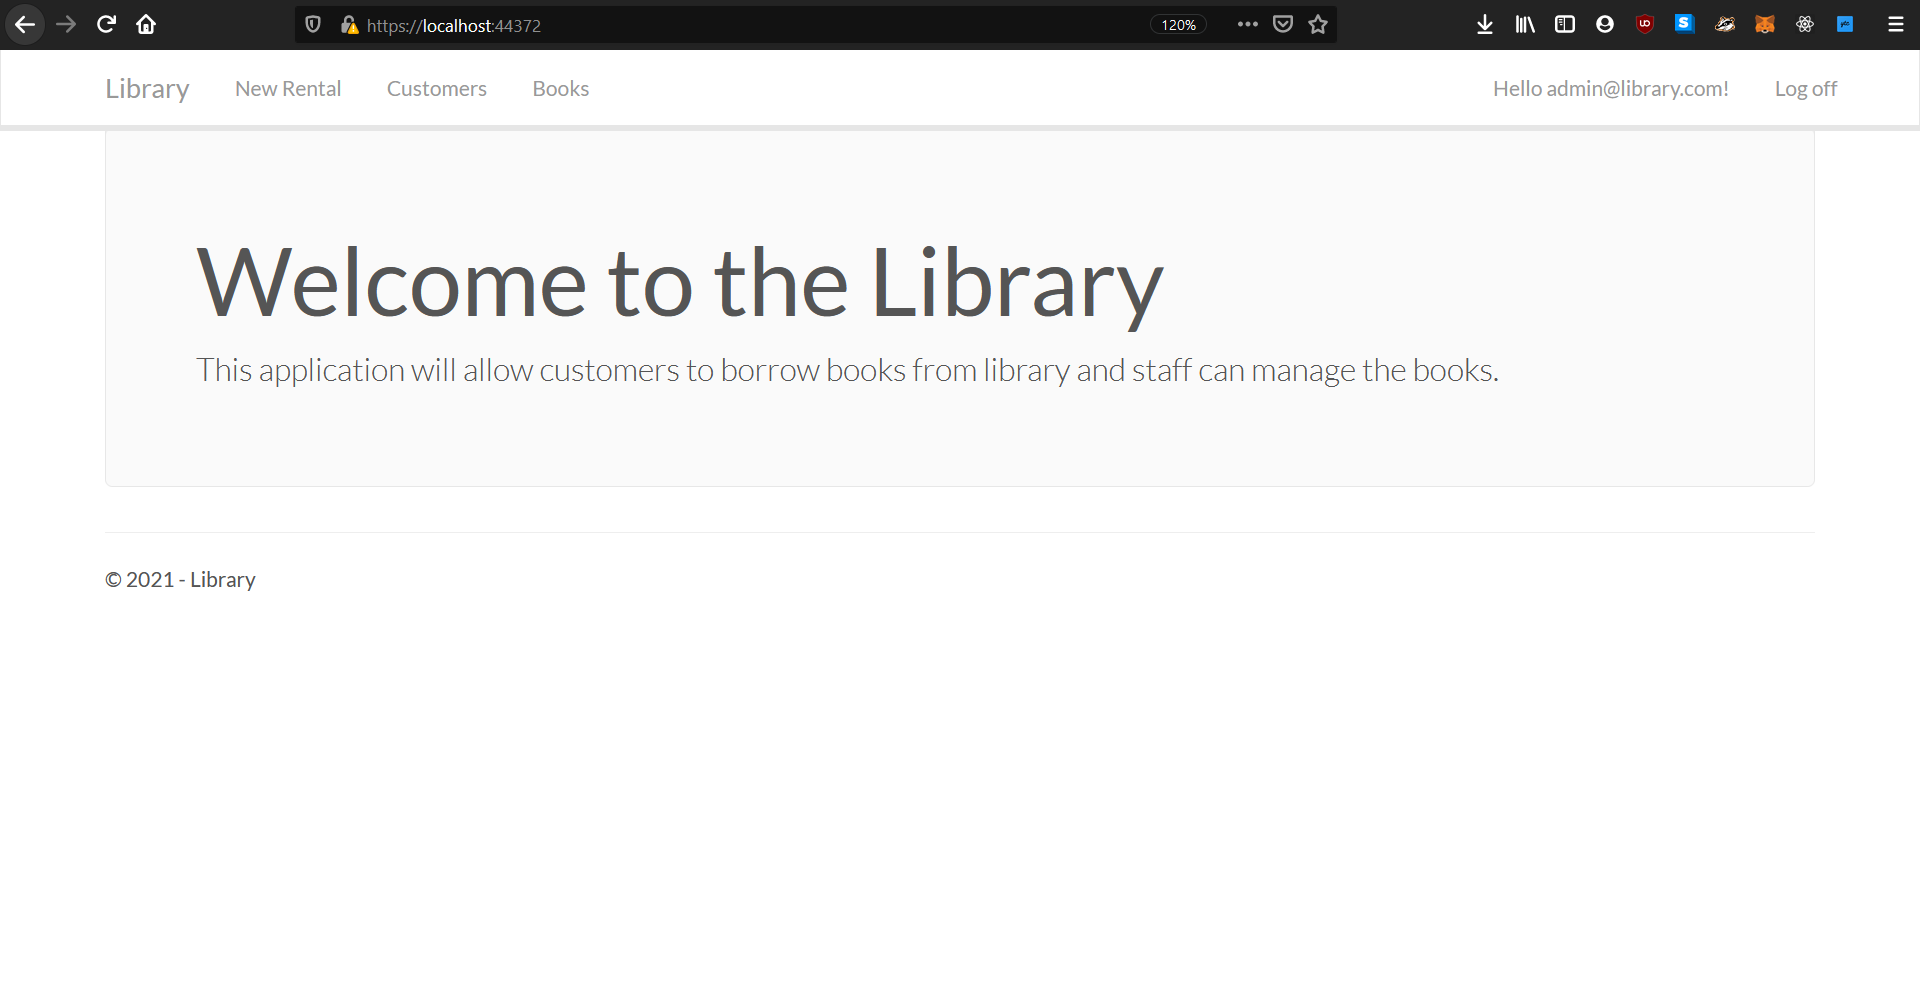 https://localhost:44372 120%
Library New Rental Customers Books Hello admin@library.com! Log off
Welcome to the Library
This application will allow customers to borrow books from library and staff can manage the books.
© 2021 - Library